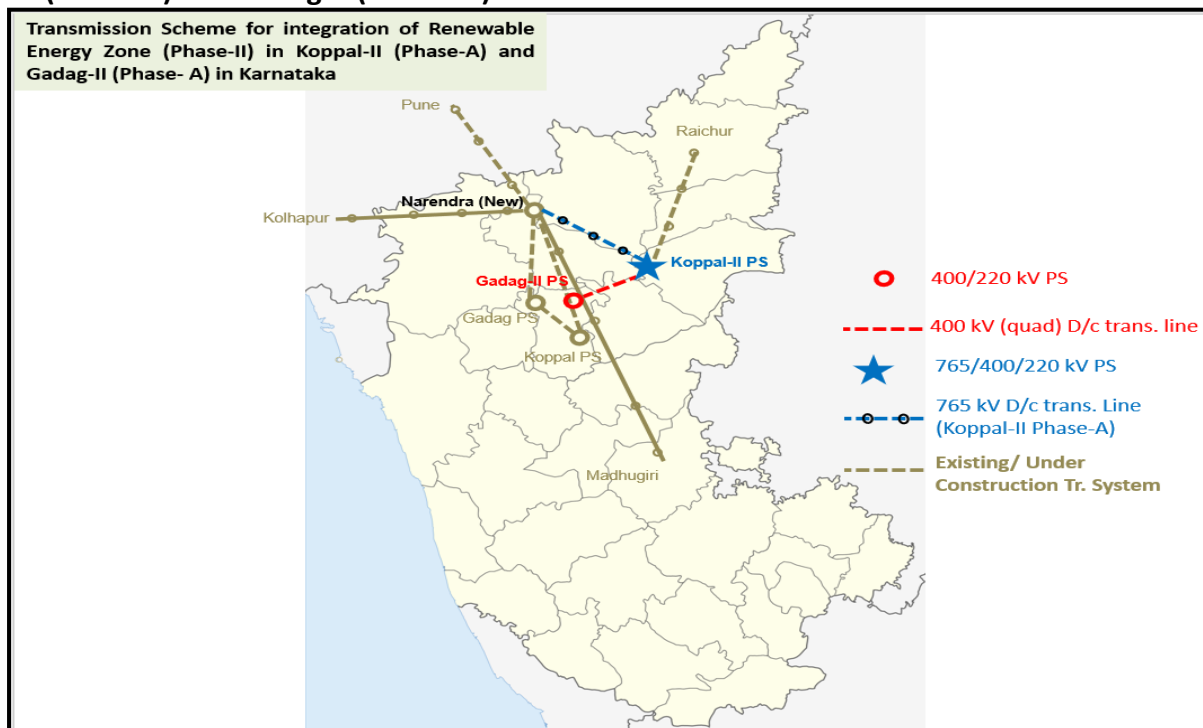 Transmission Scheme for integration of Renewable
Energy Zone (Phase-II) in Koppal-II (Phase-A) and
Gadag-II (Phase- A) in Karnataka
Pune
Raichur
Narendra (New)
Kolhapur
Koppal-II PS
Gadag-II PS
Gadag PS
Koppal PS
Madhugiri
400/220 kV PS
400 kV (quad) D/c trans. line
765/400/220 kV PS
765 kV D/c trans. Line
(Koppal-II Phase-A)
Existing/ Under
Construction Tr. System